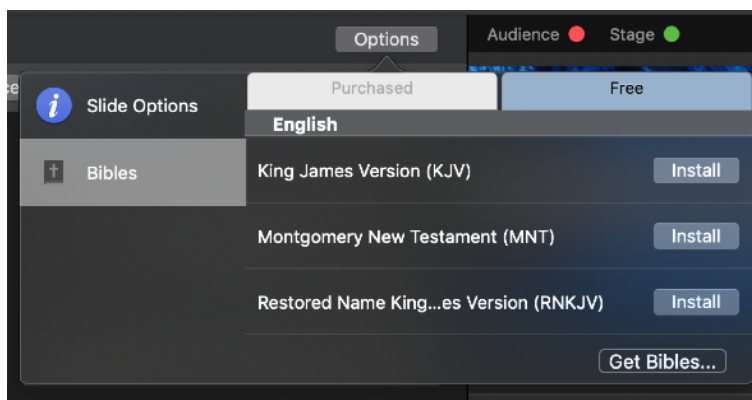 Options
Audience
Stage
Slide Options
Purchased
Free
English
Bibles
King James Version (KJV)
Install
Montgomery New Testament (MNT)
Install
Restored Name King...es Version (RNKJV)
Install
Get Bibles...